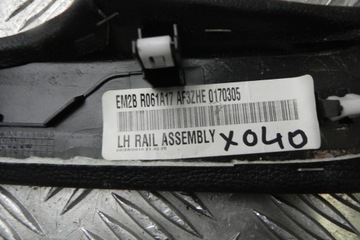 EM2B R061A17 AF3ZHE 0170305
LH RAIL ASSEMBLY
X040